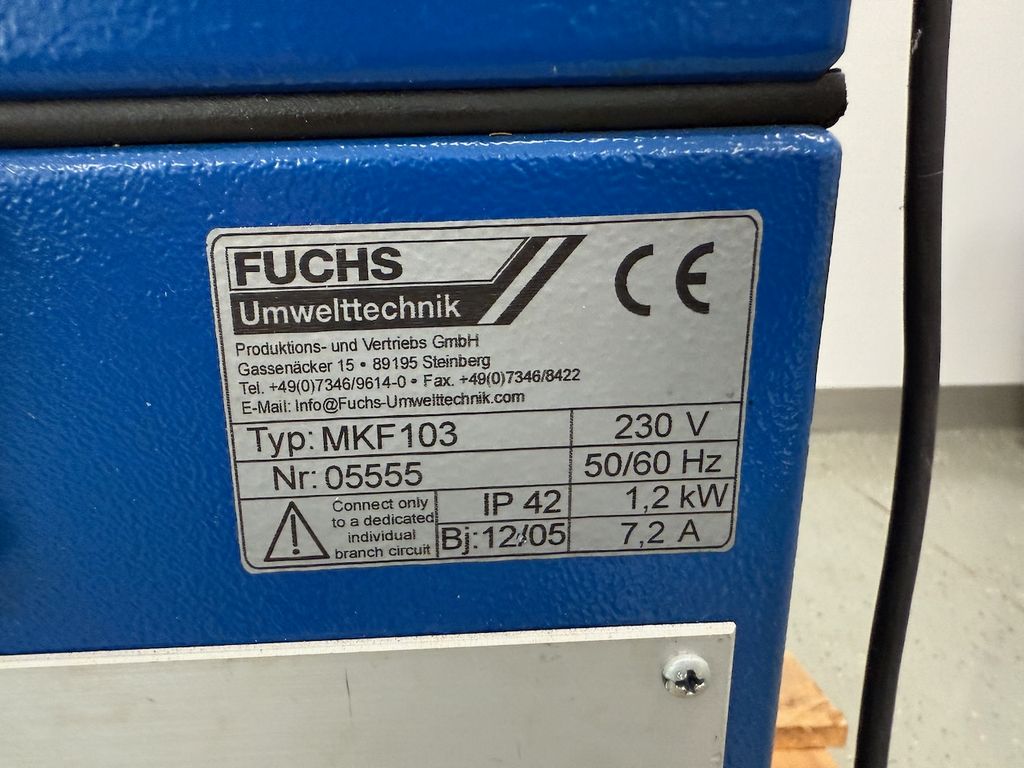 FUCHS
Umwelttechnik
CE
Produktions- und Vertriebs GmbH
Gassenäcker 15 • 89195 Steinberg
Tel. +49(0)7346/9614-0 • Fax. +49(0)7346/8422
E-Mail: Info@Fuchs-Umwelttechnik.com
Typ: MKF103
230 V
Nr: 05555
50/60 Hz
Connect only
to a dedicated
individual
branch circuit
IP 42
1,2 kW
Bj: 12/05
7,2 A